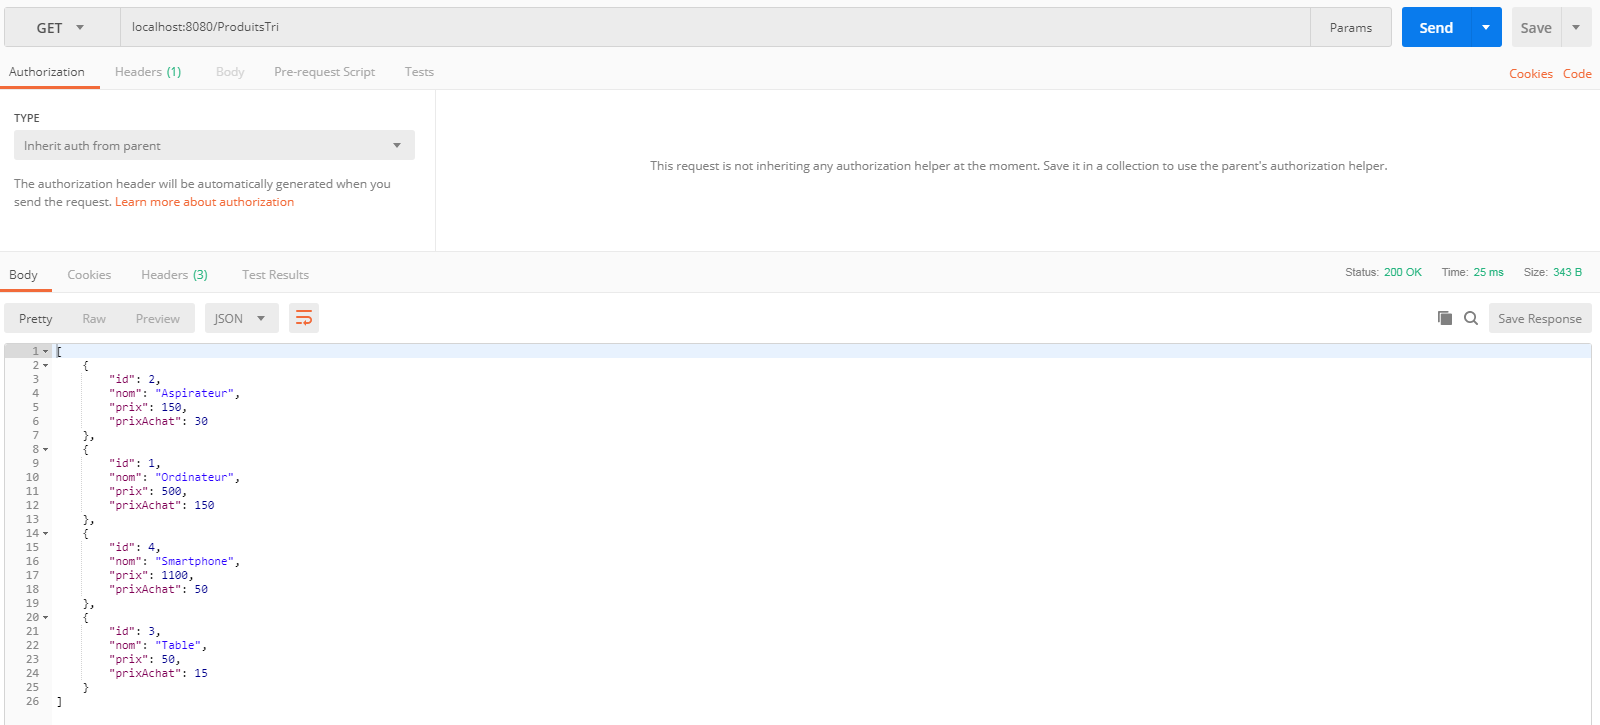 GET localhost:8080/ProduitsTri Params Send Save
Authorization Headers (1) Body Pre-request Script Tests Cookies Code
TYPE
Inherit auth from parent
The authorization header will be automatically generated when you
send the request. Learn more about authorization
This request is not inheriting any authorization helper at the moment. Save it in a collection to use the parent's authorization helper.
Body Cookies Headers (3) Test Results Status: 200 OK Time: 25 ms Size: 343 B
Pretty Raw Preview JSON Save Response
1 [
2 {
3 "id": 2,
4 "nom": "Aspirateur",
5 "prix": 150,
6 "prixAchat": 30
7 },
8 {
9 "id": 1,
10 "nom": "Ordinateur",
11 "prix": 500,
12 "prixAchat": 150
13 },
14 {
15 "id": 4,
16 "nom": "Smartphone",
17 "prix": 1100,
18 "prixAchat": 50
19 },
20 {
21 "id": 3,
22 "nom": "Table",
23 "prix": 50,
24 "prixAchat": 15
25 }
26 ]